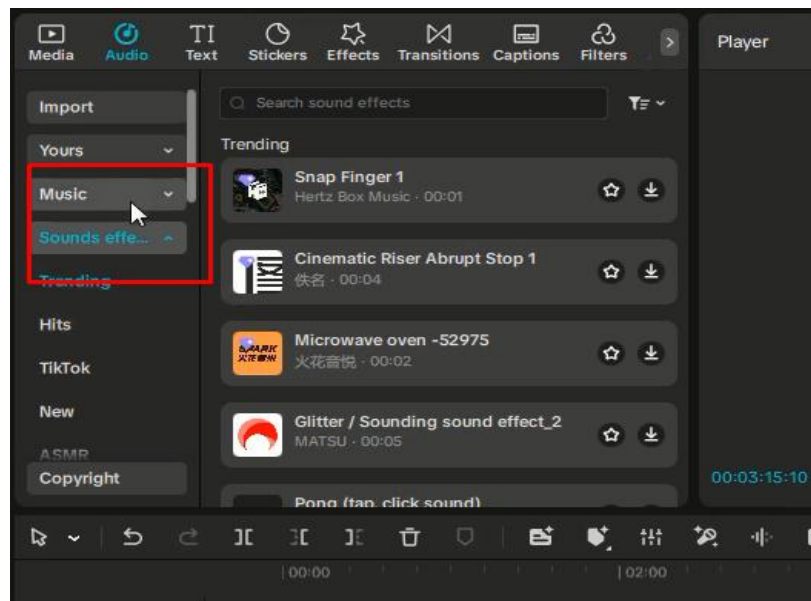 Media Audio Text Stickers Effects Transitions Captions Filters Player
TI
Import
Search sound effects
Yours
Trending
Music
Snap Finger 1
Hertz Box Music · 00:01
Sounds effe...
Cinematic Riser Abrupt Stop 1
佚名 · 00:04
Trending
Hits
Microwave oven -52975
火花音悦 · 00:02
TikTok
New
Glitter / Sounding sound effect_2
MATSU · 00:05
ASMR
Copyright
00:03:15:10
Pong (tap, click sound)
00:00 02:00